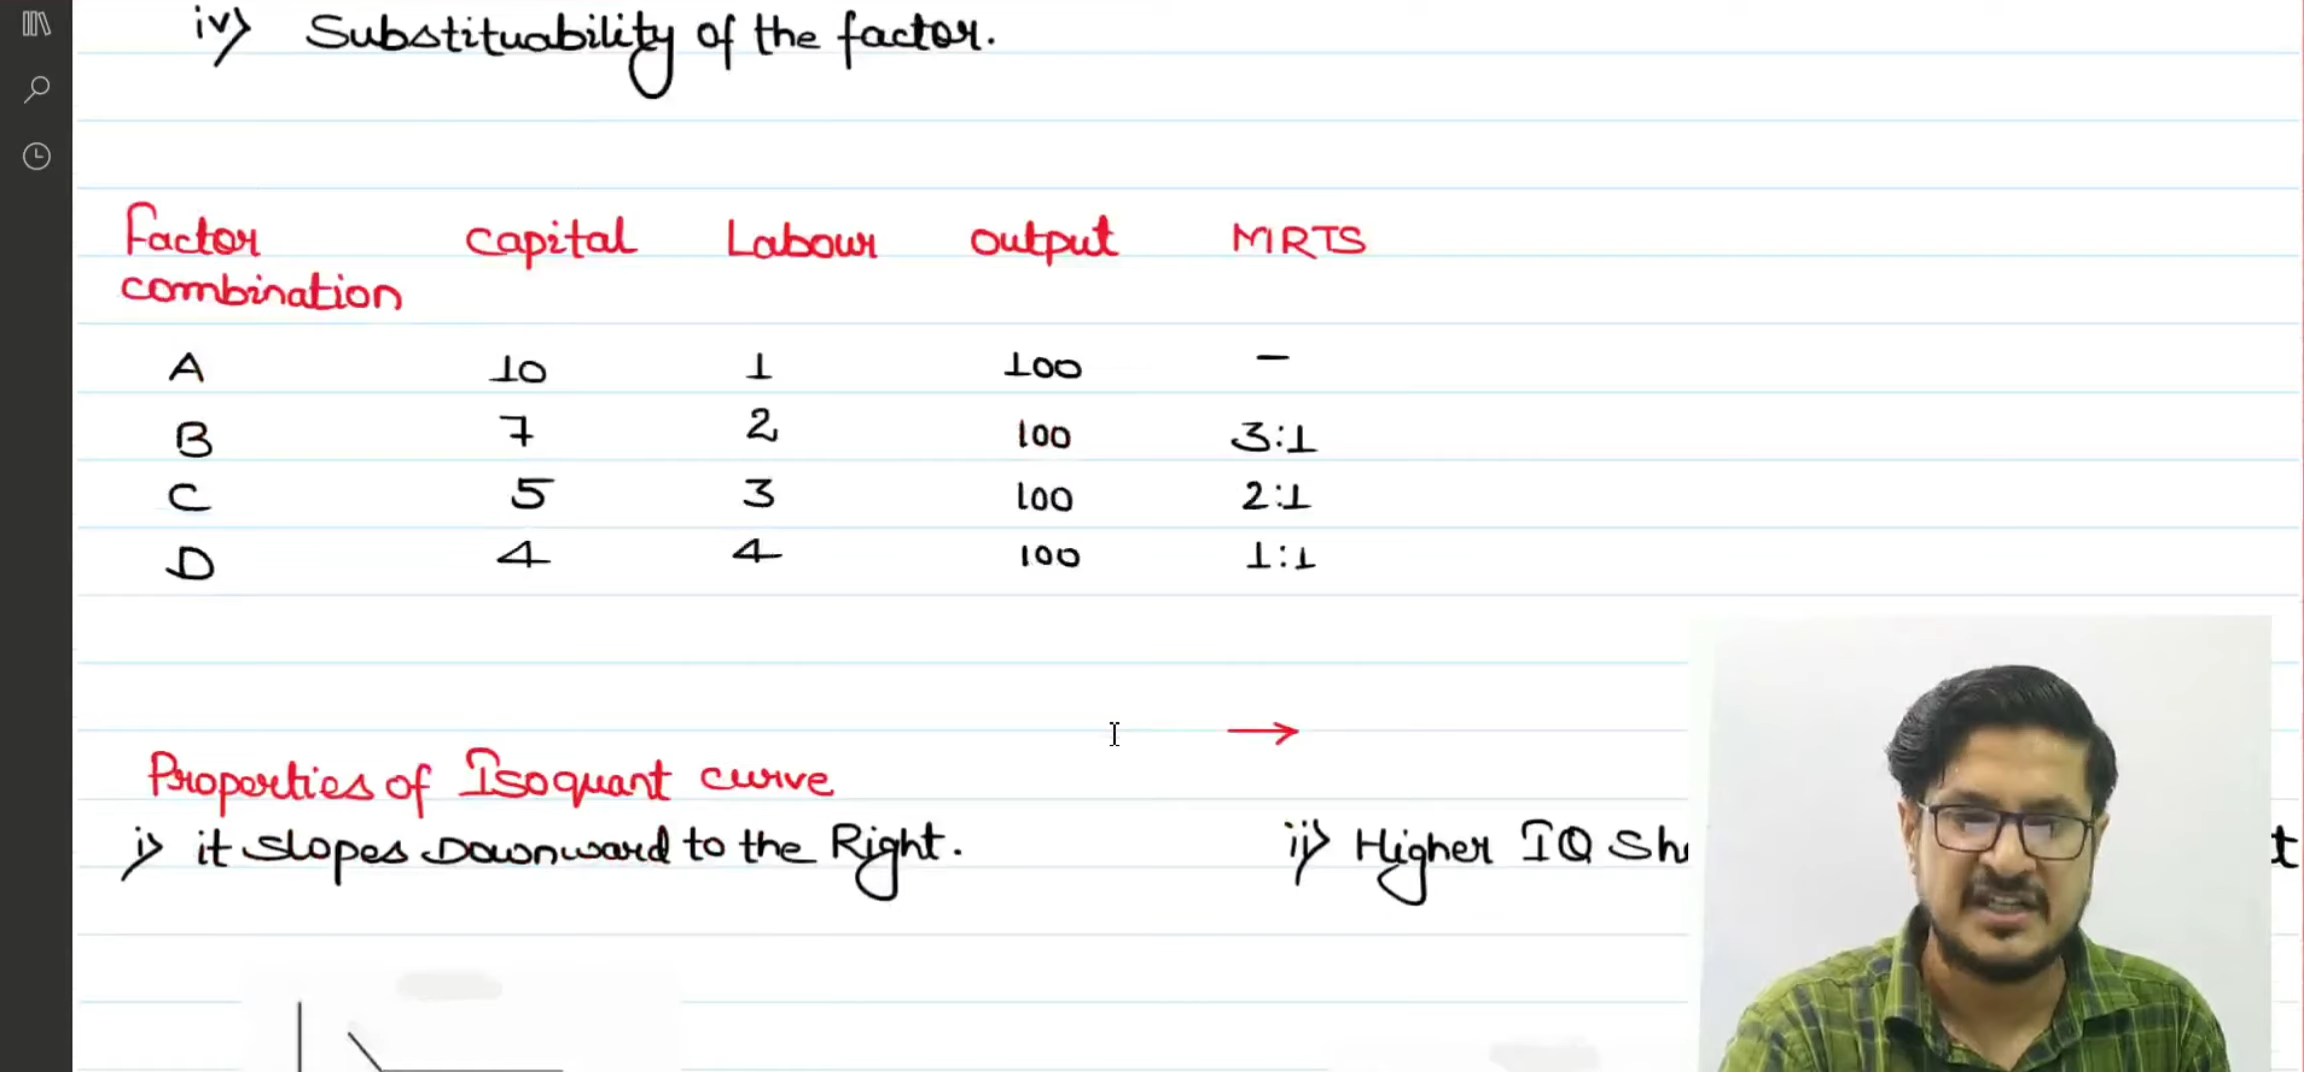 iv) Substituability of the factor.
Factor combination Capital Labour output MRTS
A 10 1 100 –
B 7 2 100 3:1
C 5 3 100 2:1
D 4 4 100 1:1
→
Properties of Isoquant curve
i) it slopes Downward to the Right.
ii) Higher IQ